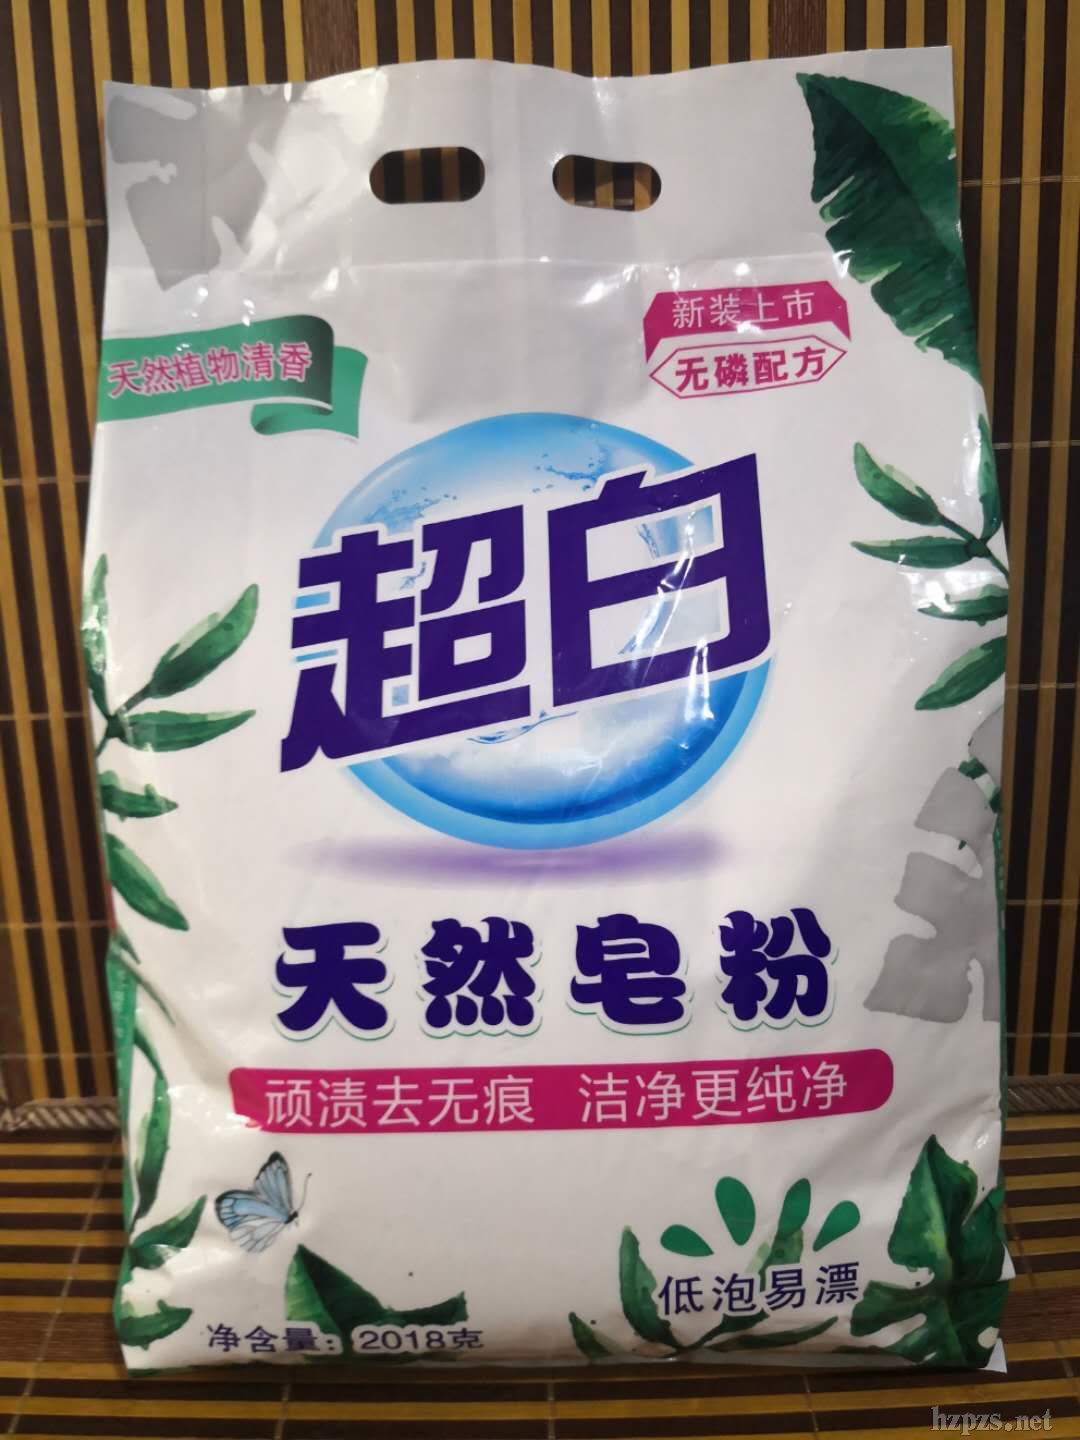 新装上市
无磷配方
天然植物清香
超白
天然皂粉
顽渍去无痕 洁净更纯净
低泡易漂
净含量：2018克
hzpzs.net